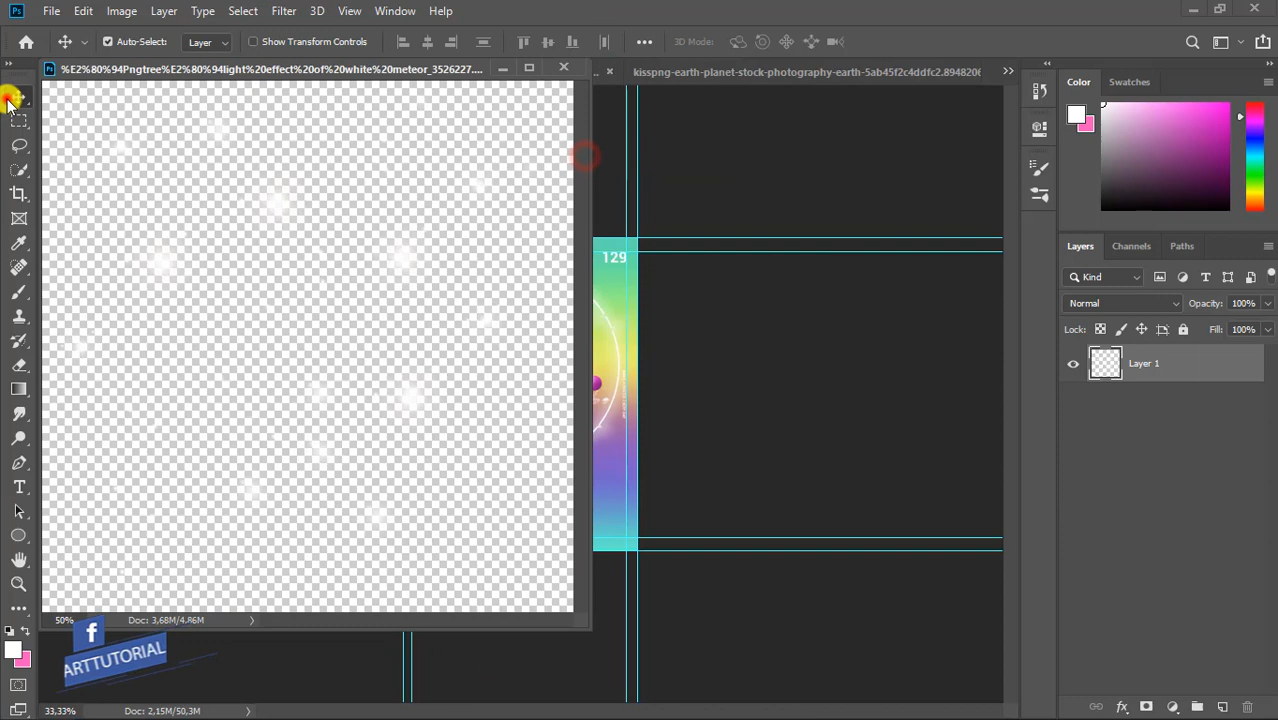 Ps File Edit Image Layer Type Select Filter 3D View Window Help
Auto-Select: Layer Show Transform Controls 3D Mode:
Ps %E2%80%94Pngtree%E2%80%94light%20effect%20of%20white%20meteor_3526227....
kisspng-earth-planet-stock-photography-earth-5ab45f2c4ddfc2.8948206
Color Swatches
129
Layers Channels Paths
Kind
Normal Opacity: 100%
Lock: Fill: 100%
Layer 1
50% Doc: 3,68M/4,86M
f
ARTTUTORIAL
33,33% Doc: 2,15M/50,3M